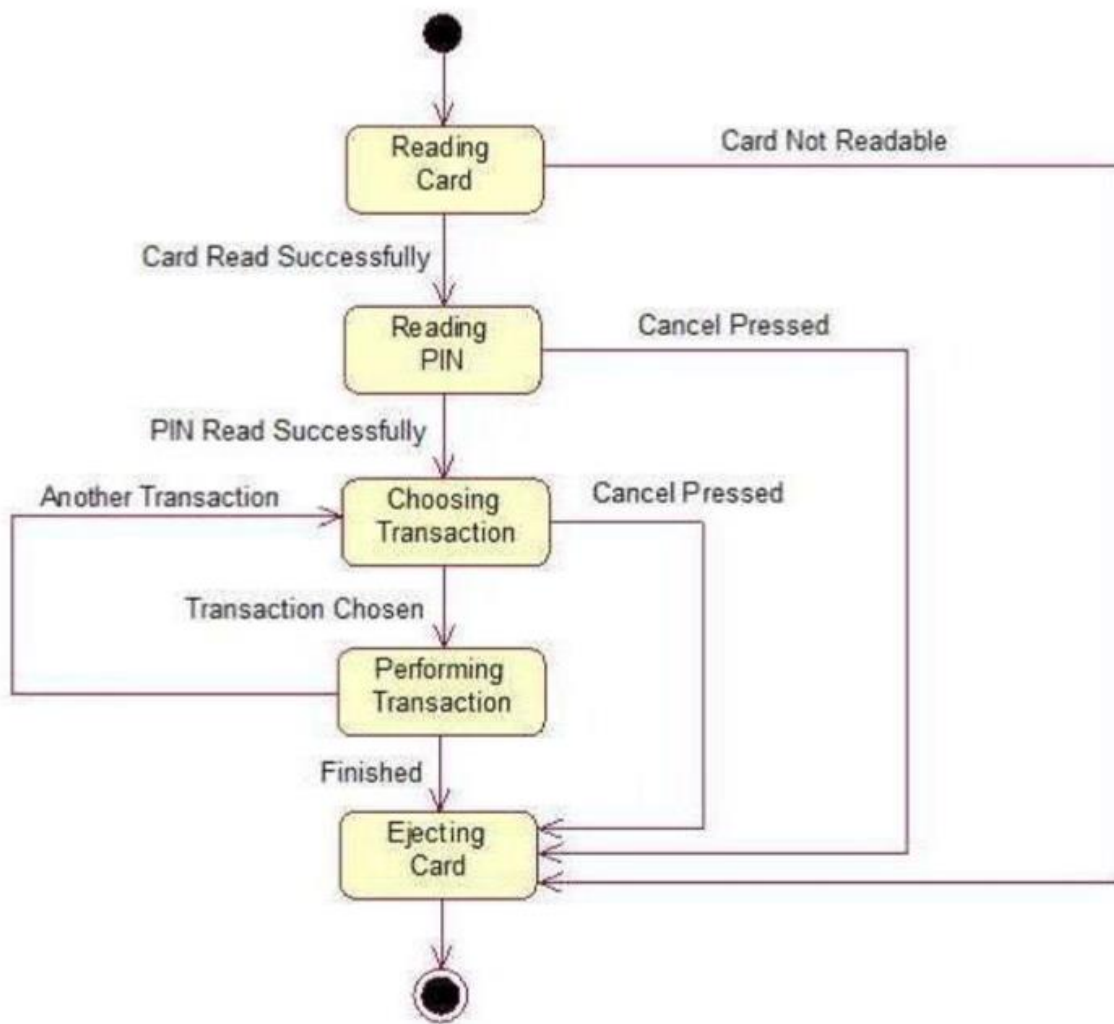 Reading
Card
Card Not Readable
Card Read Successfully
Reading
PIN
Cancel Pressed
PIN Read Successfully
Another Transaction
Choosing
Transaction
Cancel Pressed
Transaction Chosen
Performing
Transaction
Finished
Ejecting
Card